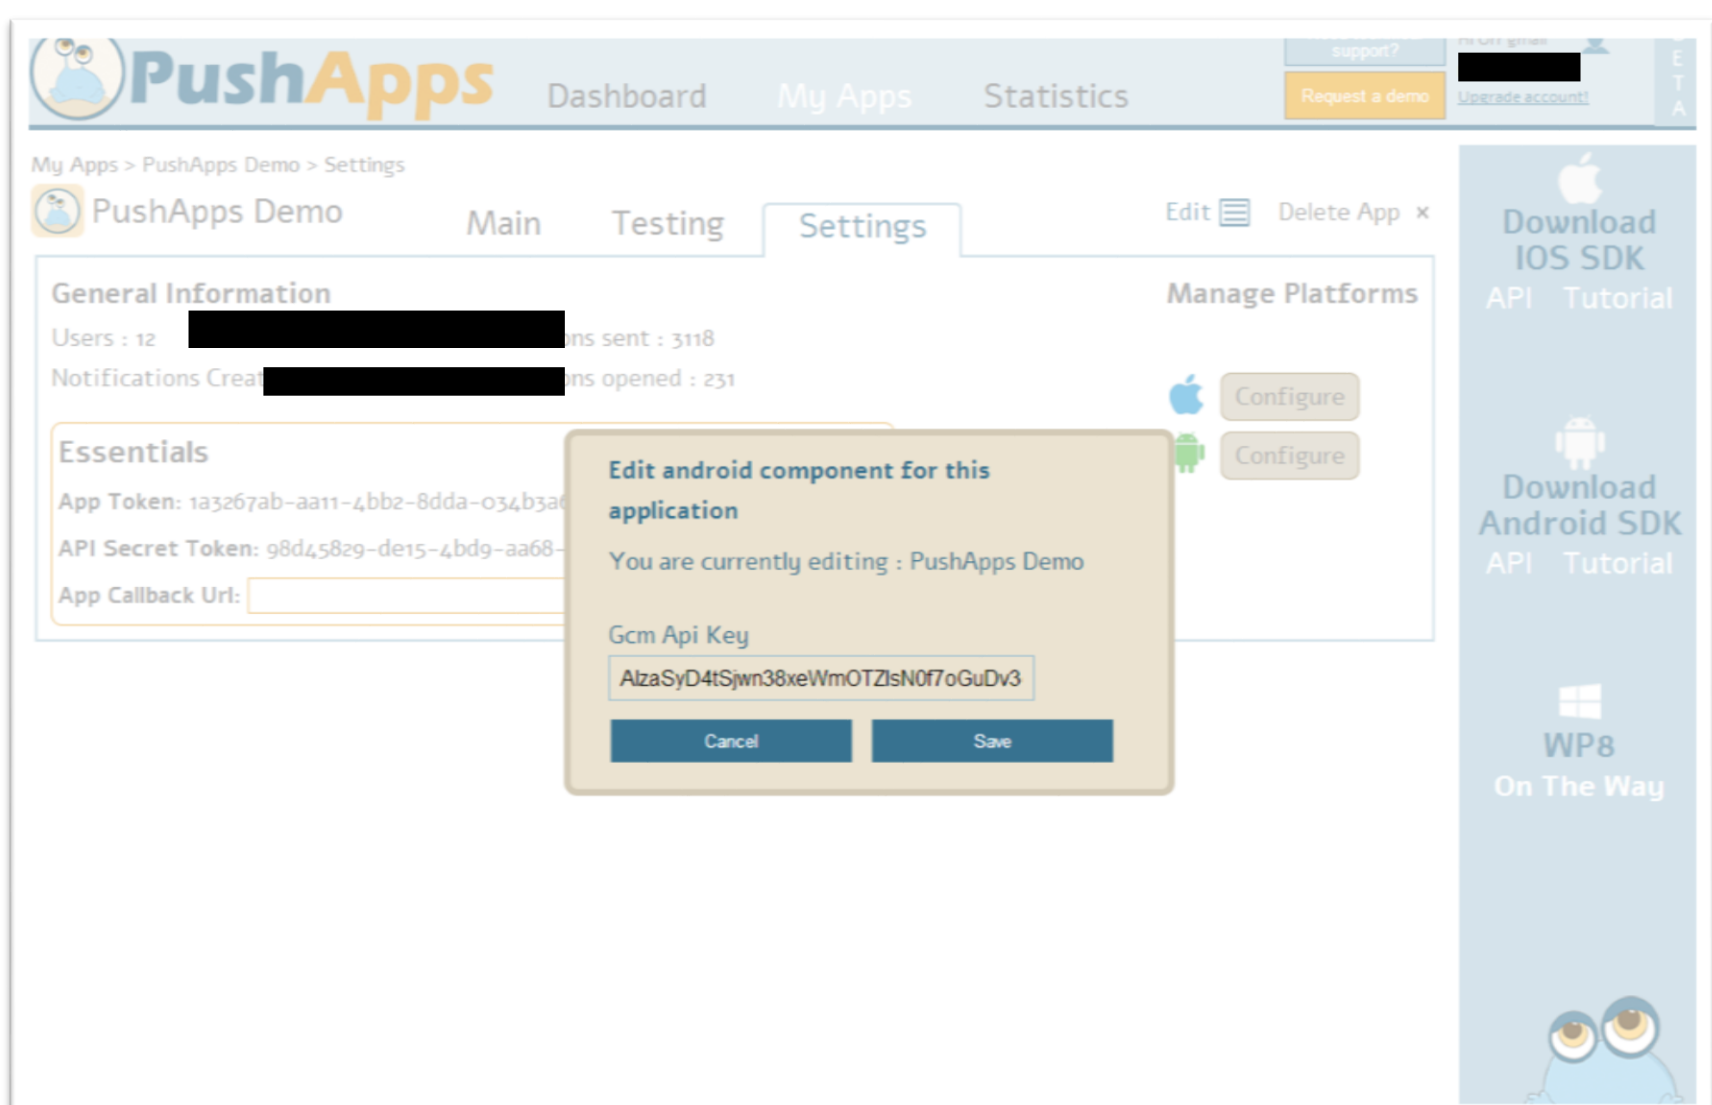 PushApps
Dashboard My Apps Statistics
support?
Request a demo
Upgrade account!
B
E
T
A
My Apps > PushApps Demo > Settings
PushApps Demo
Main Testing Settings
Edit Delete App ×
General Information
Users : 12 ons sent : 3118
Notifications Creat ons opened : 231
Manage Platforms
Configure
Configure
Essentials
App Token: 1a3267ab-aa11-4bb2-8dda-034b3a
API Secret Token: 98d45829-de15-4bd9-aa68-
App Callback Url:
Edit android component for this
application
You are currently editing : PushApps Demo
Gcm Api Key
AIzaSyD4tSjwn38xeWmOTZIsN0f7oGuDv3
Cancel Save
Download
IOS SDK
API Tutorial
Download
Android SDK
API Tutorial
WP8
On The Way